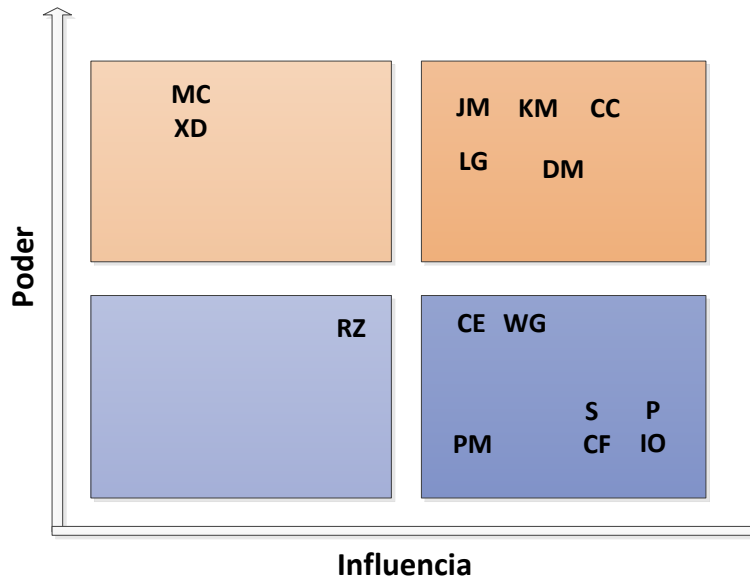 MC
XD
JM KM CC
LG DM
Poder
RZ
CE WG
S P
PM CF IO
Influencia